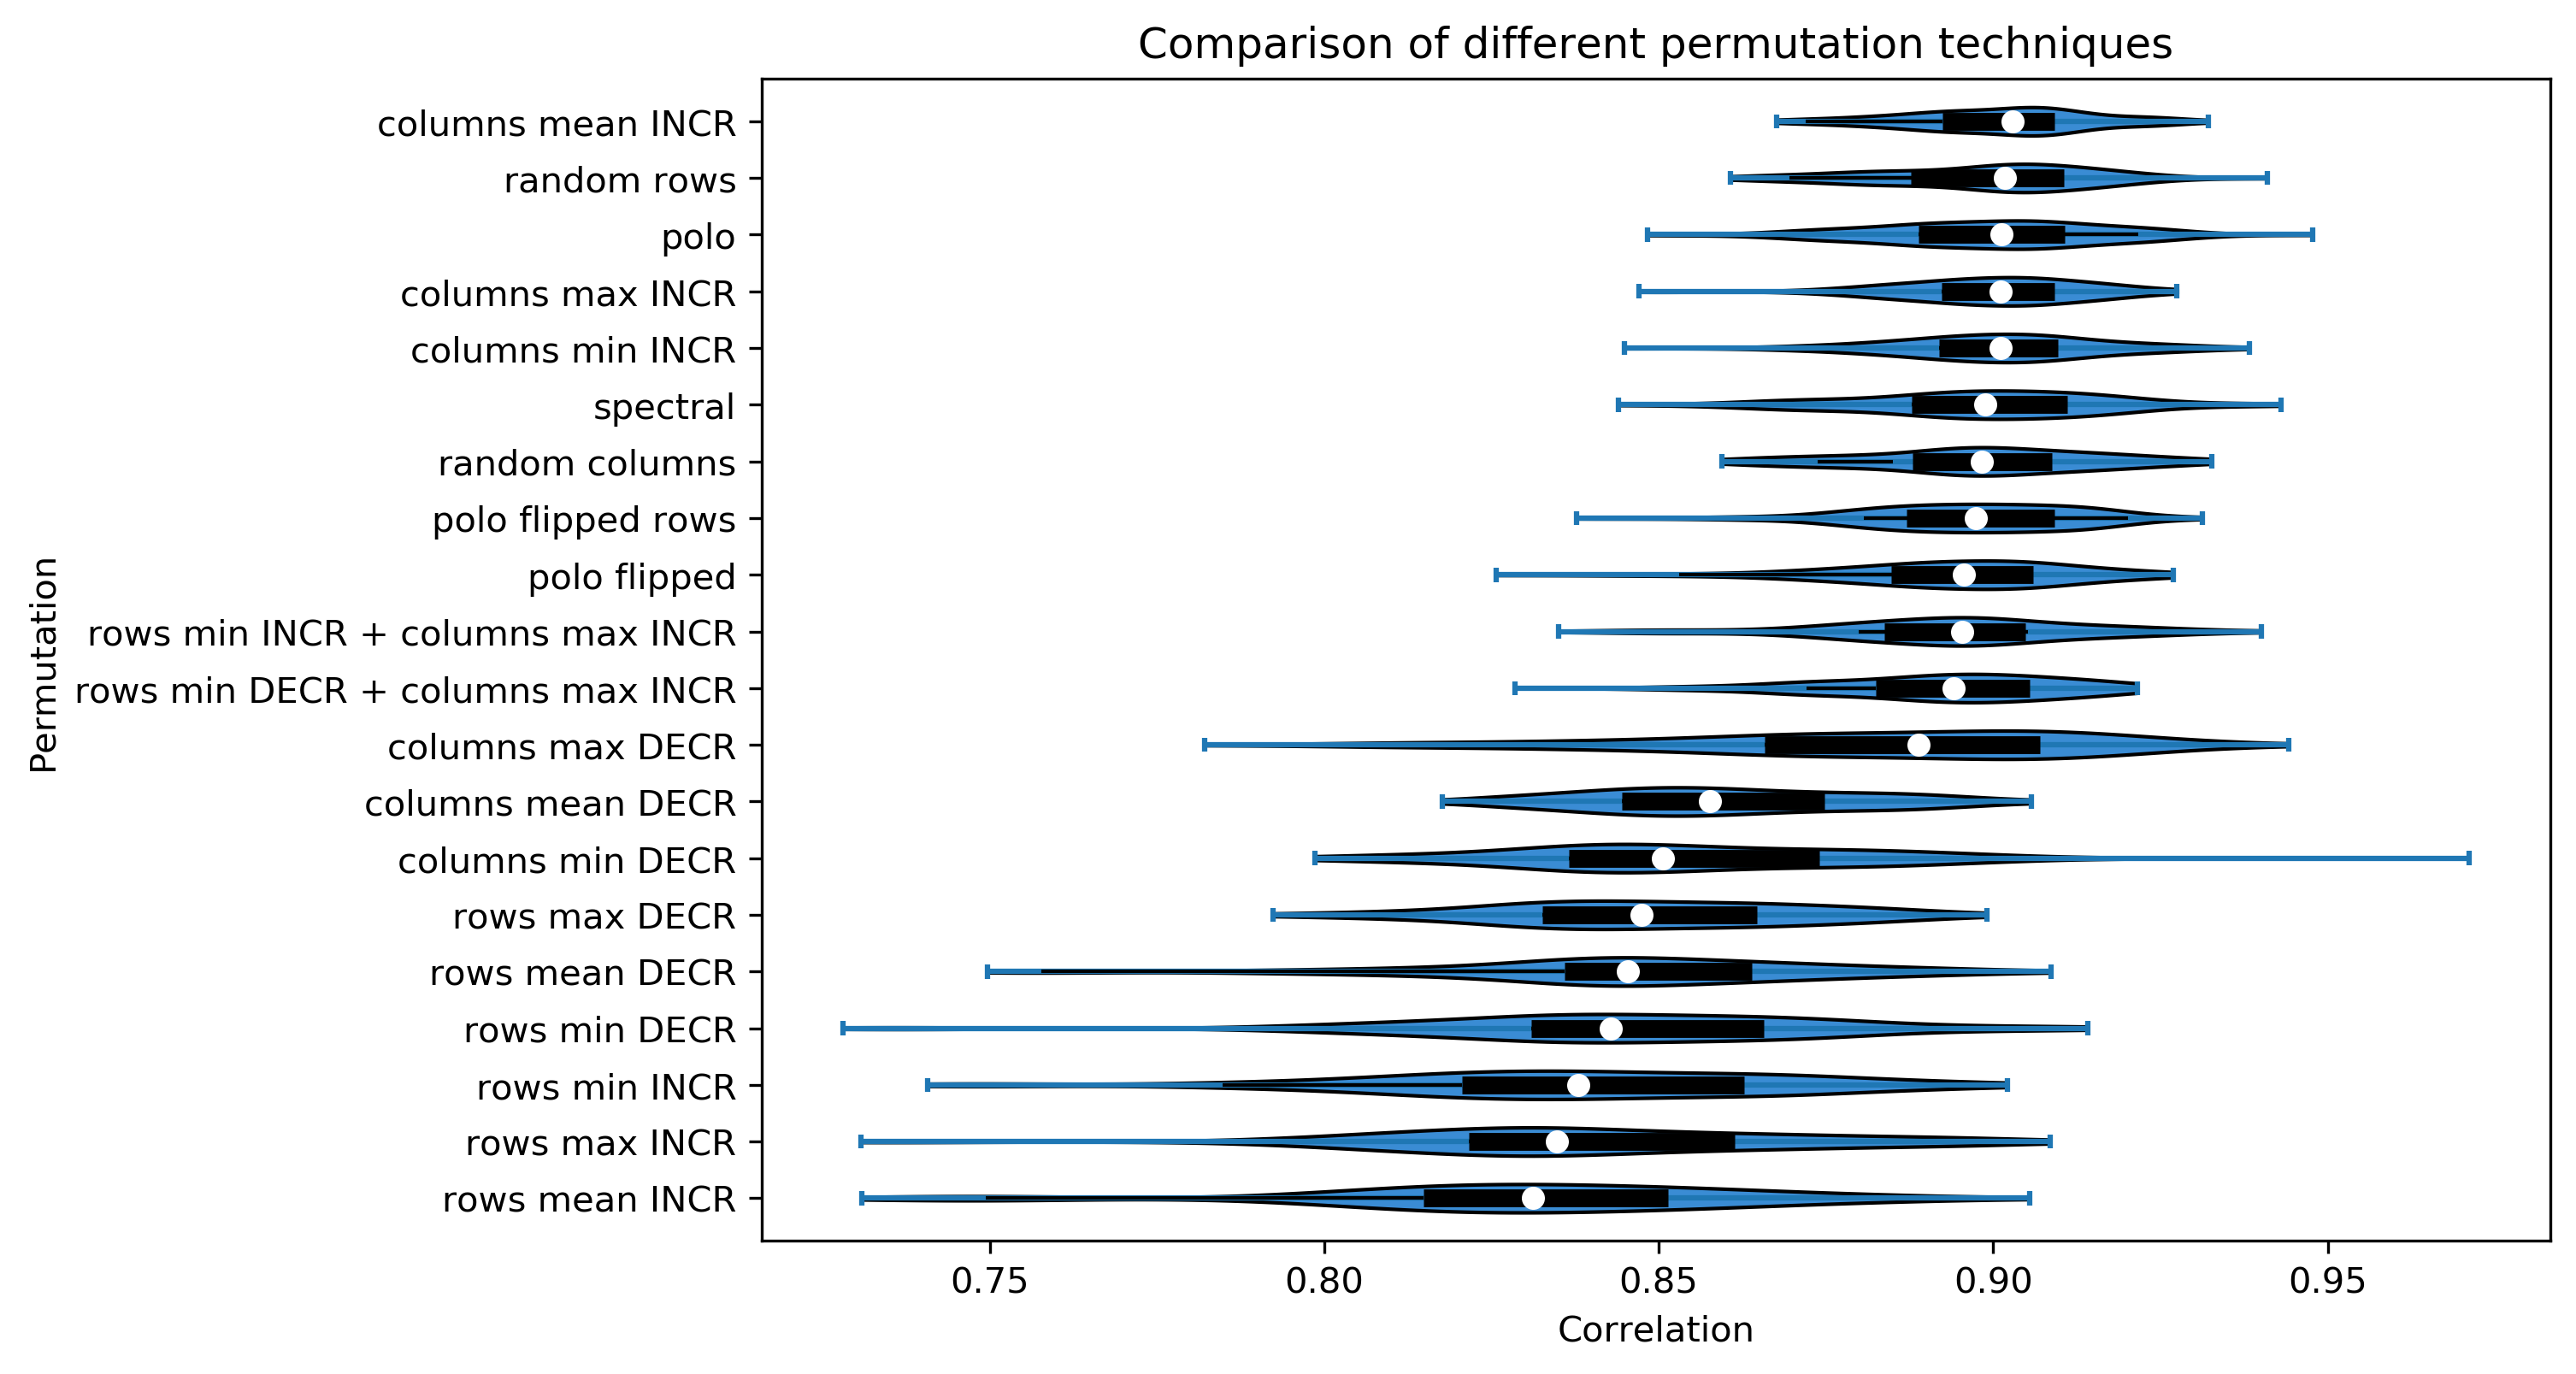 Comparison of different permutation techniques
Permutation
columns mean INCR
random rows
polo
columns max INCR
columns min INCR
spectral
random columns
polo flipped rows
polo flipped
rows min INCR + columns max INCR
rows min DECR + columns max INCR
columns max DECR
columns mean DECR
columns min DECR
rows max DECR
rows mean DECR
rows min DECR
rows min INCR
rows max INCR
rows mean INCR
0.75 0.80 0.85 0.90 0.95
Correlation